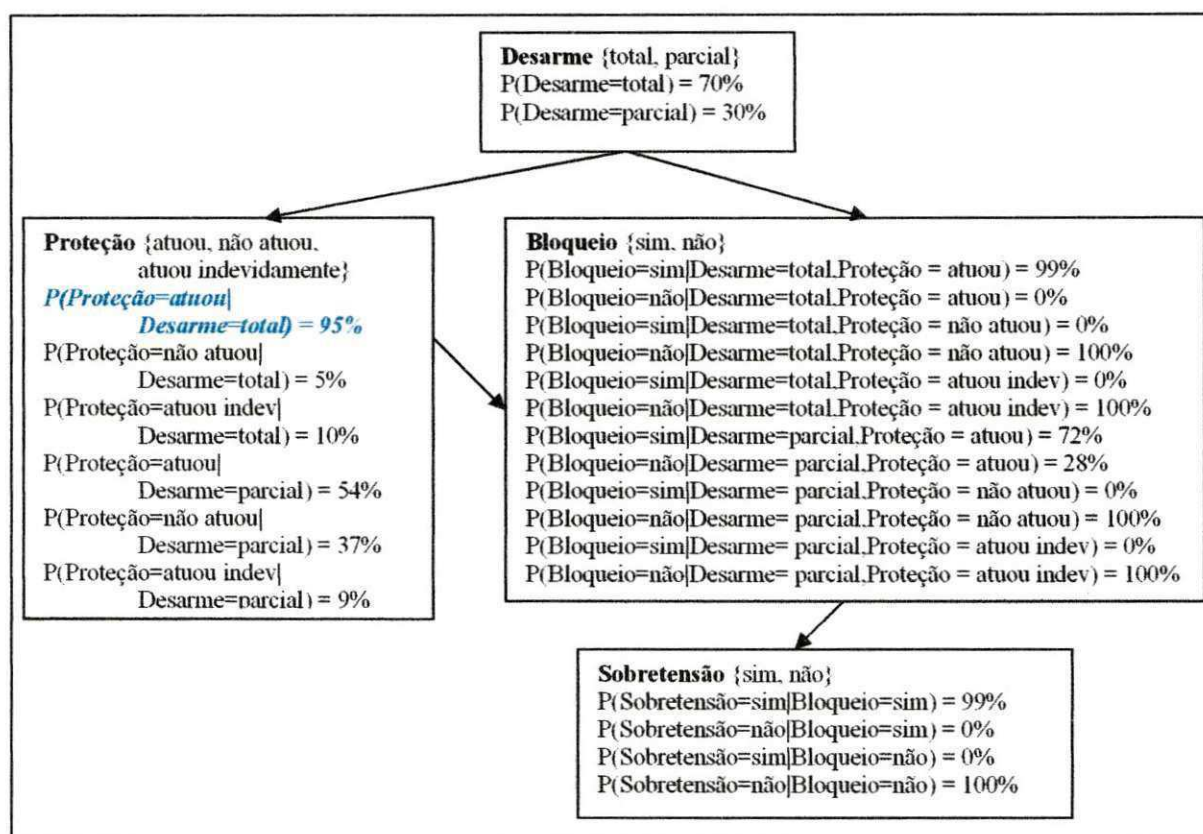 Desarme {total, parcial}
P(Desarme=total) = 70%
P(Desarme=parcial) = 30%
Proteção {atuou, não atuou,
atuou indevidamente}
P(Proteção=atuou|
Desarme=total) = 95%
P(Proteção=não atuou|
Desarme=total) = 5%
P(Proteção=atuou indev|
Desarme=total) = 10%
P(Proteção=atuou|
Desarme=parcial) = 54%
P(Proteção=não atuou|
Desarme=parcial) = 37%
P(Proteção=atuou indev|
Desarme=parcial) = 9%
Bloqueio {sim, não}
P(Bloqueio=sim|Desarme=total,Proteção = atuou) = 99%
P(Bloqueio=não|Desarme=total,Proteção = atuou) = 0%
P(Bloqueio=sim|Desarme=total,Proteção = não atuou) = 0%
P(Bloqueio=não|Desarme=total,Proteção = não atuou) = 100%
P(Bloqueio=sim|Desarme=total,Proteção = atuou indev) = 0%
P(Bloqueio=não|Desarme=total,Proteção = atuou indev) = 100%
P(Bloqueio=sim|Desarme=parcial,Proteção = atuou) = 72%
P(Bloqueio=não|Desarme= parcial,Proteção = atuou) = 28%
P(Bloqueio=sim|Desarme= parcial,Proteção = não atuou) = 0%
P(Bloqueio=não|Desarme= parcial,Proteção = não atuou) = 100%
P(Bloqueio=sim|Desarme= parcial,Proteção = atuou indev) = 0%
P(Bloqueio=não|Desarme= parcial,Proteção = atuou indev) = 100%
Sobretensão {sim, não}
P(Sobretensão=sim|Bloqueio=sim) = 99%
P(Sobretensão=não|Bloqueio=sim) = 0%
P(Sobretensão=sim|Bloqueio=não) = 0%
P(Sobretensão=não|Bloqueio=não) = 100%